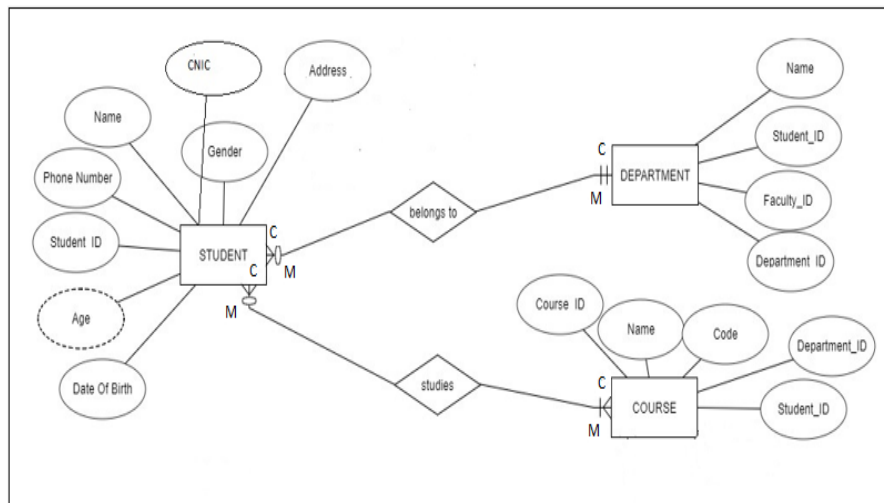 CNIC
Address
Name
Gender
Phone Number
Student ID
STUDENT
Age
Date Of Birth
C
M
C
M
belongs to
studies
C
M
DEPARTMENT
Name
Student_ID
Faculty_ID
Department ID
Course ID
Name
Code
Department_ID
Student_ID
C
M
COURSE